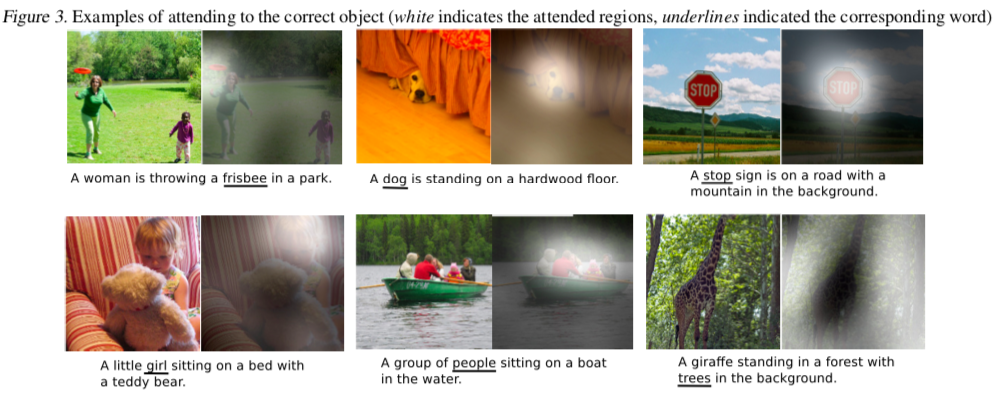 Figure 3. Examples of attending to the correct object (white indicates the attended regions, underlines indicated the corresponding word)
STOP
STOP
A woman is throwing a frisbee in a park.
A dog is standing on a hardwood floor.
A stop sign is on a road with a
mountain in the background.
A little girl sitting on a bed with
a teddy bear.
A group of people sitting on a boat
in the water.
A giraffe standing in a forest with
trees in the background.